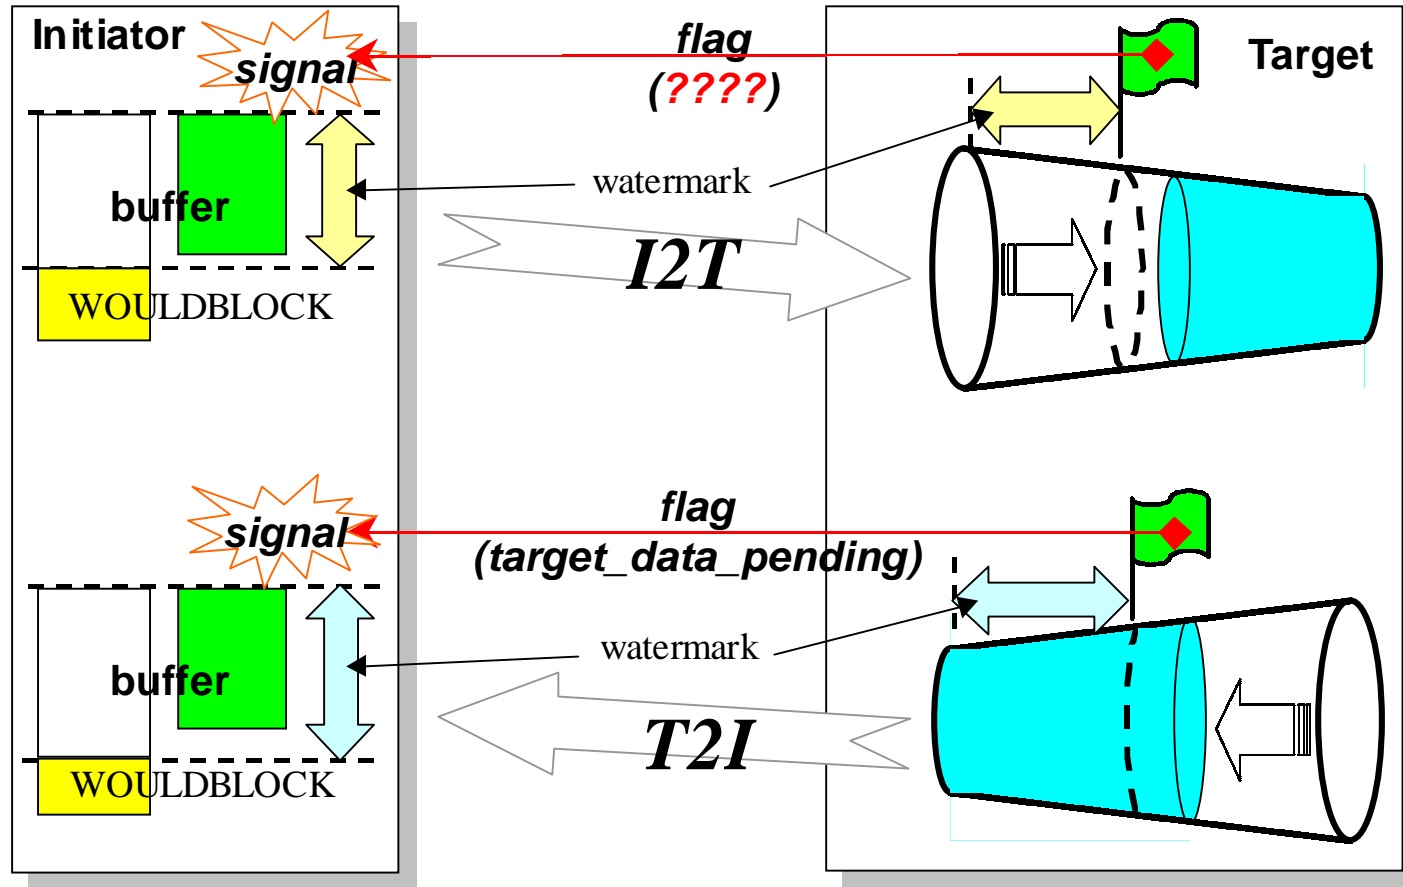 Initiator
signal
flag
(????)
Target
watermark
buffer
I2T
WOULDBLOCK
signal
flag
(target_data_pending)
watermark
buffer
T2I
WOULDBLOCK